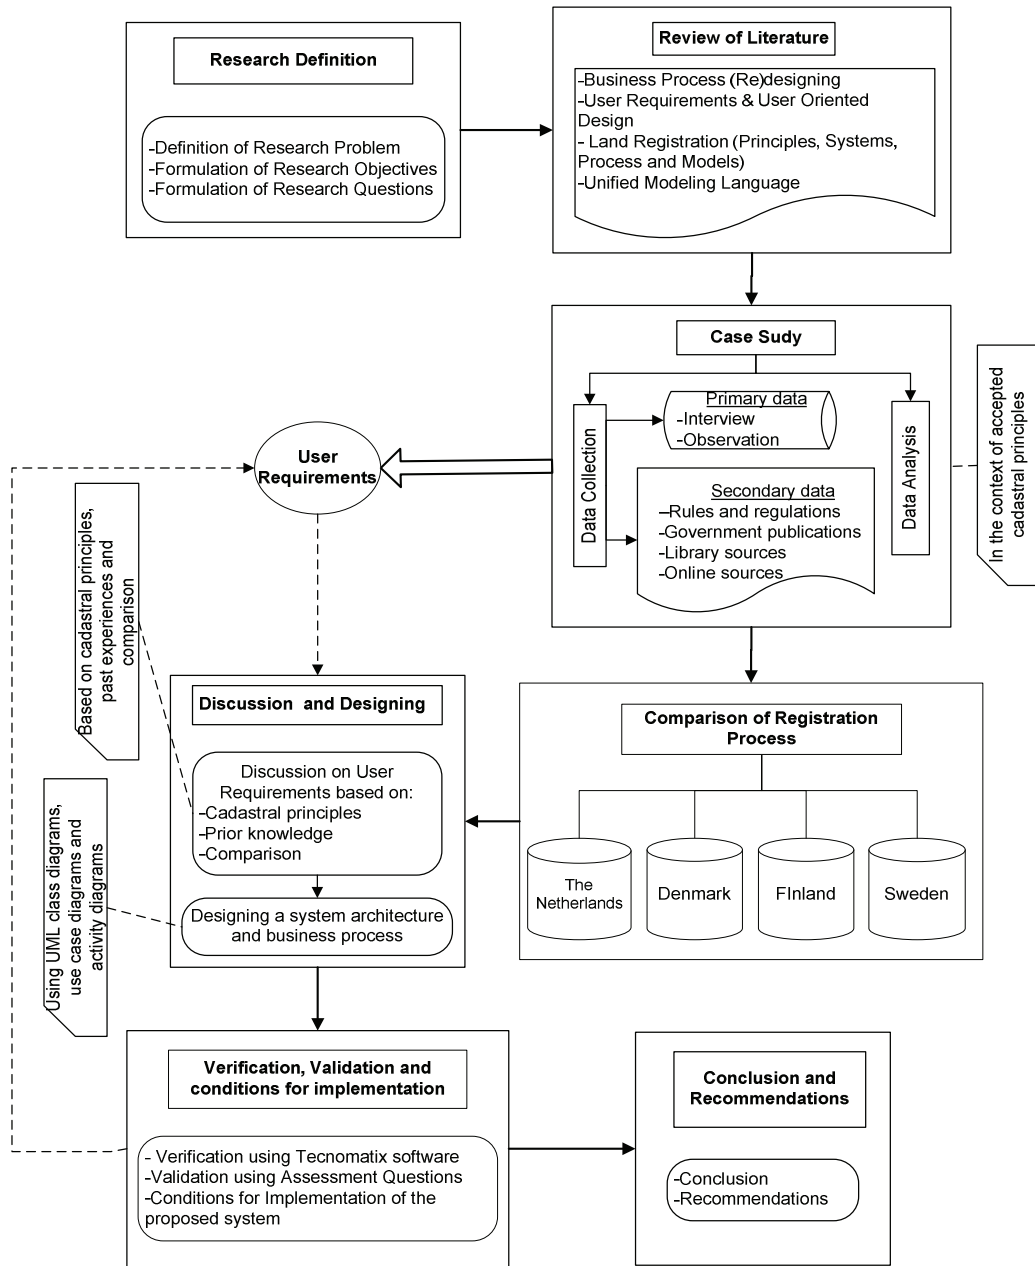 Research Definition
-Definition of Research Problem
-Formulation of Research Objectives
-Formulation of Research Questions
Review of Literature
-Business Process (Re)designing
-User Requirements & User Oriented
Design
- Land Registration (Principles, Systems,
Process and Models)
-Unified Modeling Language
Case Sudy
Data Collection
Primary data
-Interview
-Observation
Secondary data
–Rules and regulations
-Government publications
-Library sources
-Online sources
Data Analysis
In the context of accepted
cadastral principles
User
Requirements
Based on cadastral principles,
past experiences and
comparison
Discussion and Designing
Discussion on User
Requirements based on:
-Cadastral principles
-Prior knowledge
-Comparison
Designing a system architecture
and business process
Using UML class diagrams,
use case diagrams and
activity diagrams
Comparison of Registration
Process
The
Netherlands
Denmark
FInland
Sweden
Verification, Validation and
conditions for implementation
- Verification using Tecnomatix software
-Validation using Assessment Questions
-Conditions for Implementation of the
proposed system
Conclusion and
Recommendations
-Conclusion
-Recommendations